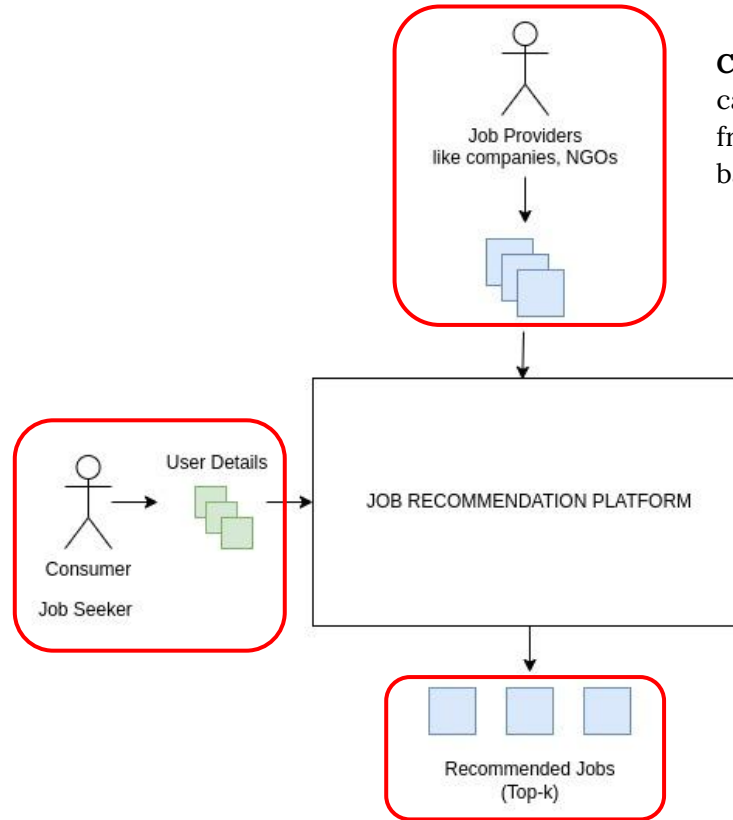 Job Providers
like companies, NGOs
User Details
JOB RECOMMENDATION PLATFORM
Consumer
Job Seeker
Recommended Jobs
(Top-k)